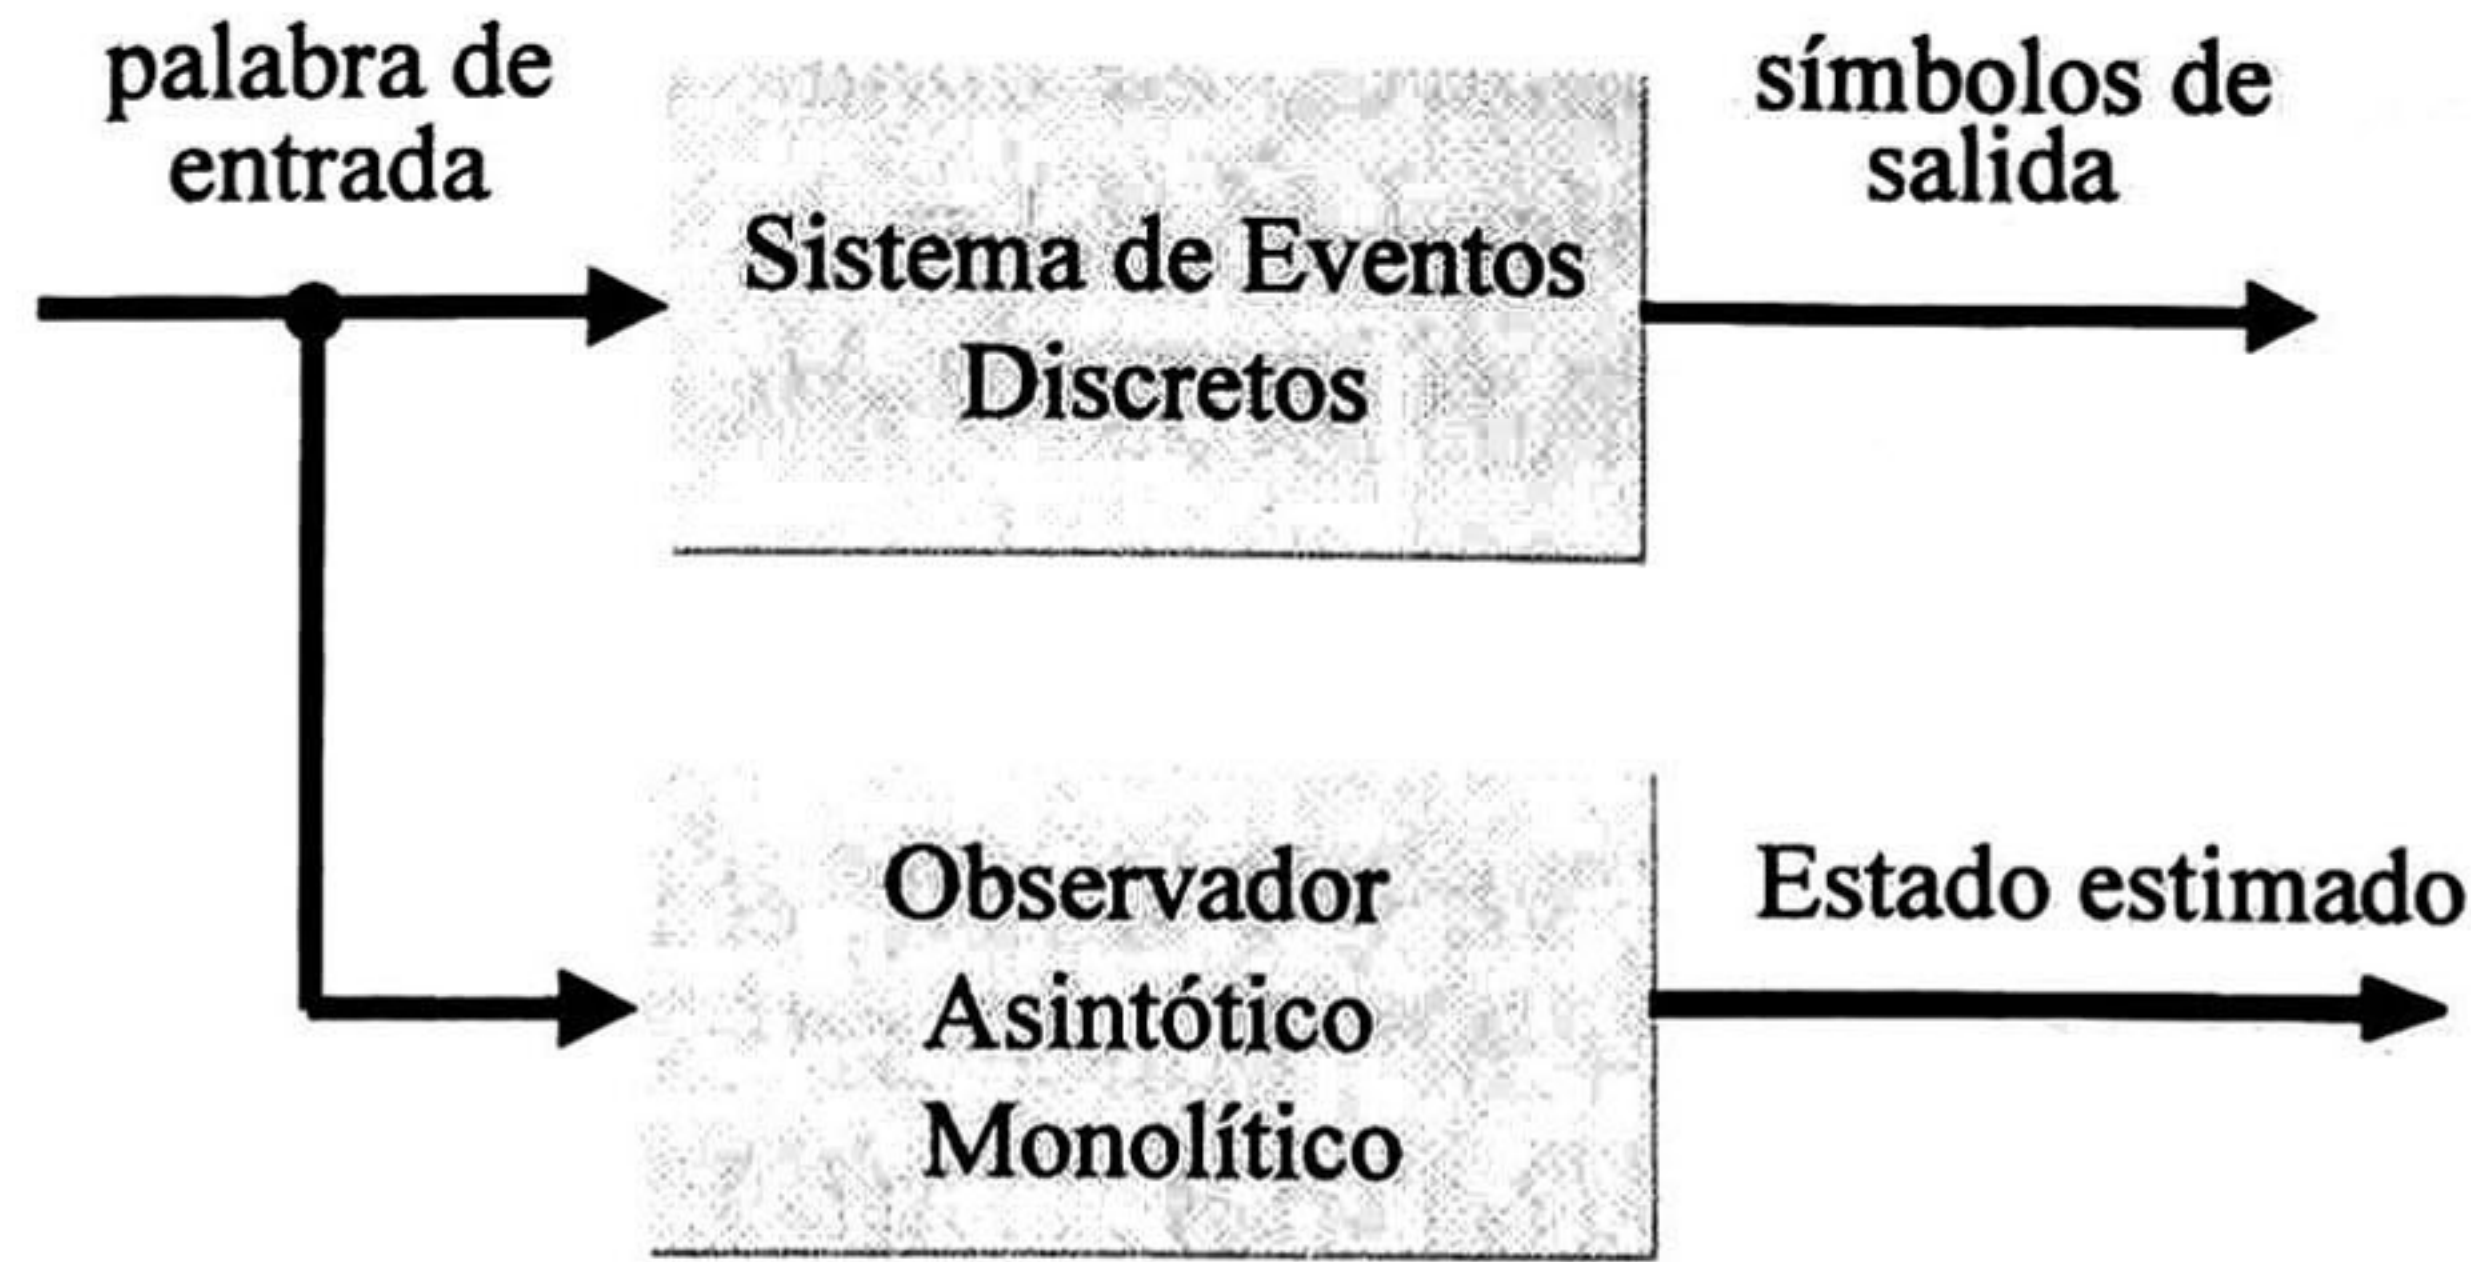 palabra de
entrada
símbolos de
salida
Sistema de Eventos
Discretos
Observador
Asintótico
Monolítico
Estado estimado